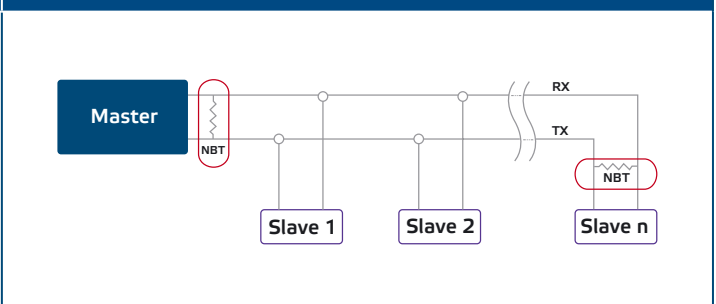 RX
Master
TX
NBT
NBT
Slave 1
Slave 2
Slave n